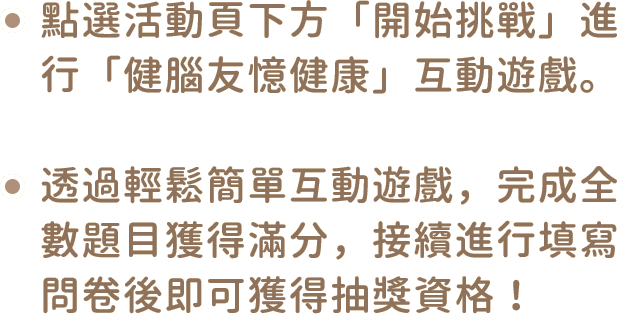 • 點選活動頁下方「開始挑戰」進
行「健腦友憶健康」互動遊戲。
• 透過輕鬆簡單互動遊戲，完成全
數題目獲得滿分，接續進行填寫
問卷後即可獲得抽獎資格！